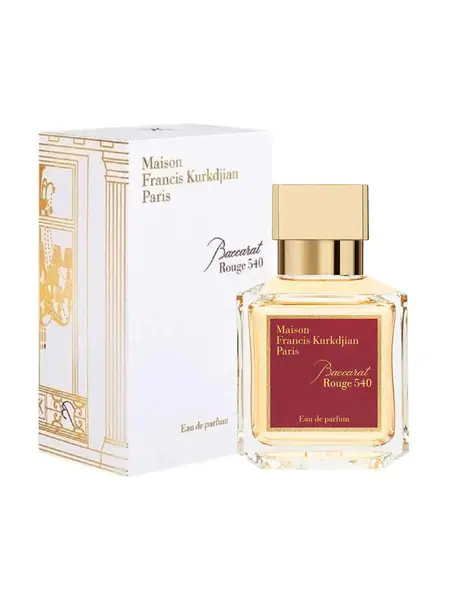 Maison
Francis Kurkdjian
Paris
Baccarat
Rouge 540
Eau de parfum
Maison
Francis Kurkdjian
Paris
Baccarat
Rouge 540
Eau de parfum